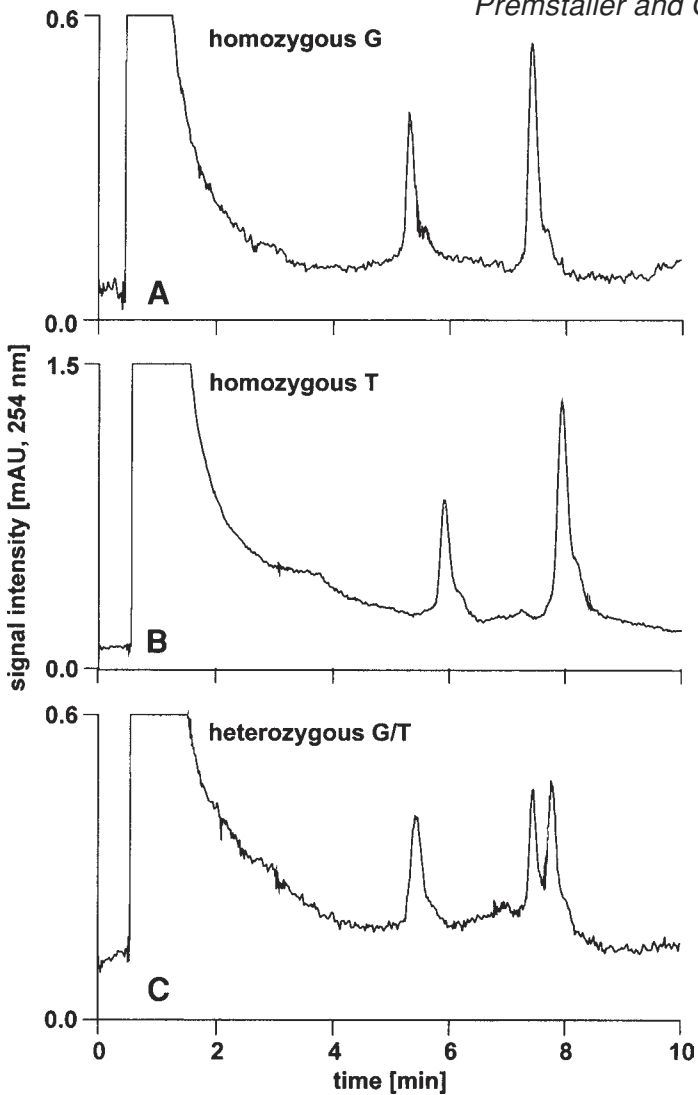 Premstaller and
0.6
homozygous G
A
0.0
1.5
homozygous T
signal intensity [mAU, 254 nm]
B
0.0
0.6
heterozygous G/T
C
0.0
0 2 4 6 8 10
time [min]